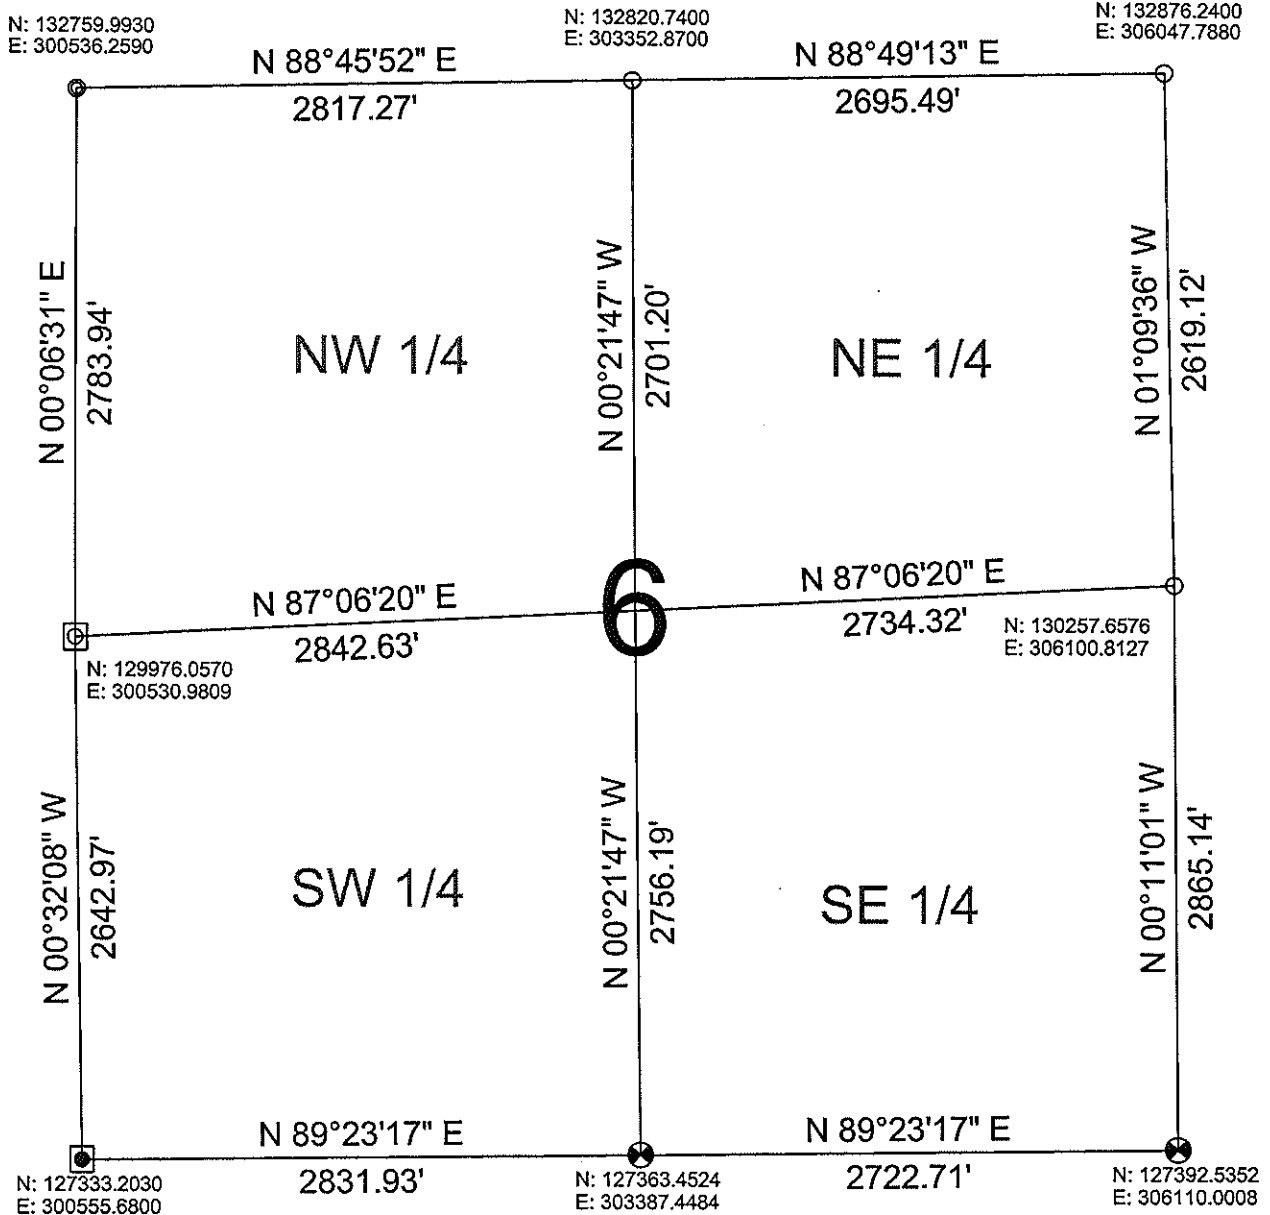 N: 132759.9930
E: 300536.2590
N: 132820.7400
E: 303352.8700
N: 132876.2400
E: 306047.7880
N 88°45'52" E
2817.27'
N 88°49'13" E
2695.49'
N 00°06'31" E
2783.94'
NW 1/4
N 00°21'47" W
2701.20'
NE 1/4
N 01°09'36" W
2619.12'
N 87°06'20" E
2842.63'
6
N 87°06'20" E
2734.32'
N: 129976.0570
E: 300530.9809
N: 130257.6576
E: 306100.8127
N 00°32'08" W
2642.97'
SW 1/4
N 00°21'47" W
2756.19'
SE 1/4
N 00°11'01" W
2865.14'
N 89°23'17" E
2831.93'
N 89°23'17" E
2722.71'
N: 127333.2030
E: 300555.6800
N: 127363.4524
E: 303387.4484
N: 127392.5352
E: 306110.0008